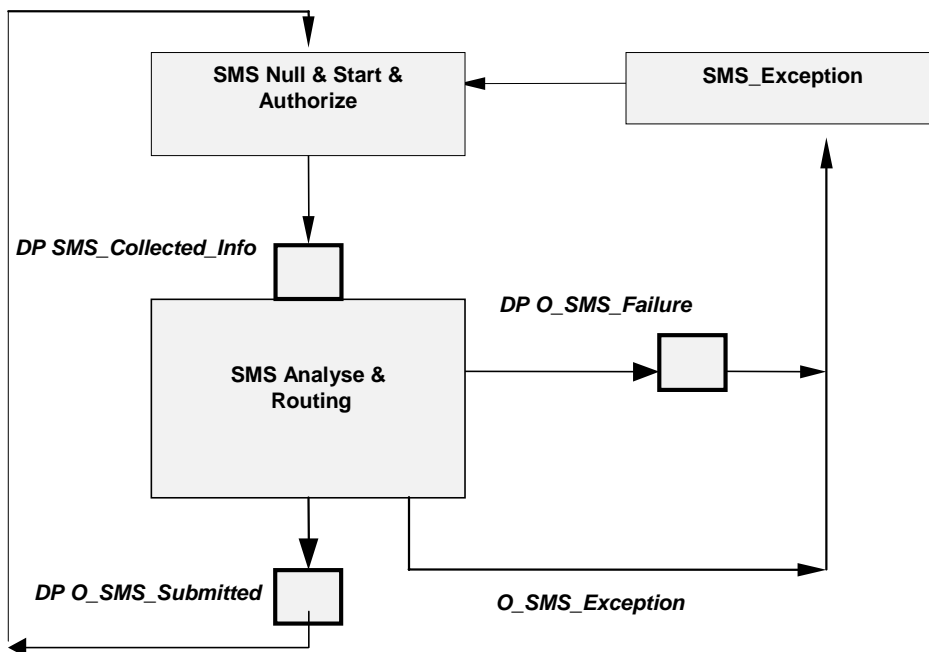 SMS Null & Start &
Authorize
SMS_Exception
DP SMS_Collected_Info
DP O_SMS_Failure
SMS Analyse &
Routing
DP O_SMS_Submitted
O_SMS_Exception